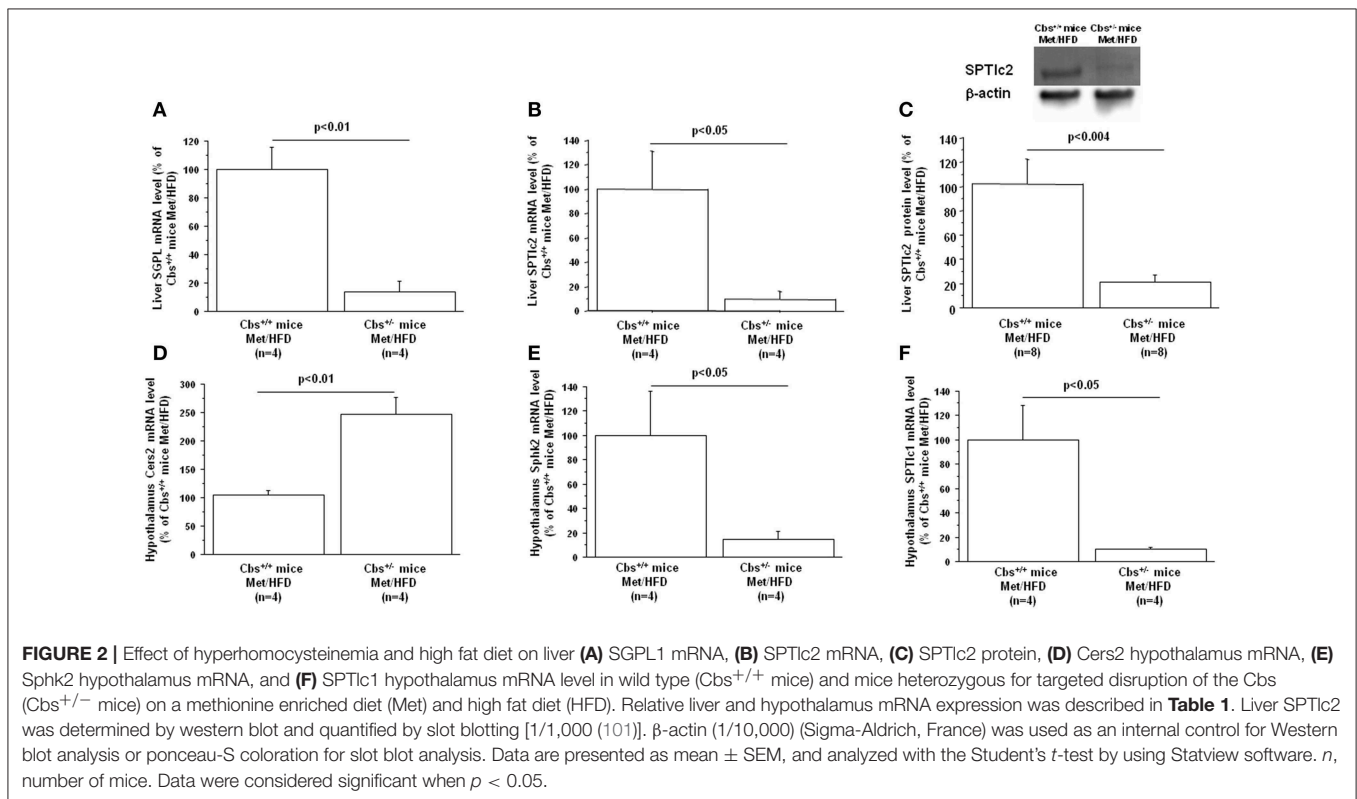 Cbs+/+ mice Cbs+/- mice
Met/HFD Met/HFD
SPTlc2
β-actin
A
p<0.01
Liver SGPL mRNA level (% of
Cbs+/+ mice Met/HFD)
120
100
80
60
40
20
0
Cbs+/+ mice
Met/HFD
(n=4)
Cbs+/- mice
Met/HFD
(n=4)
B
p<0.05
Liver SPTlc2 mRNA level (% of
Cbs+/+ mice Met/HFD)
140
120
100
80
60
40
20
0
Cbs+/+ mice
Met/HFD
(n=4)
Cbs+/- mice
Met/HFD
(n=4)
C
p<0.004
Liver SPTlc2 protein level (% of
Cbs+/+ mice Met/HFD)
140
120
100
80
60
40
20
0
Cbs+/+ mice
Met/HFD
(n=8)
Cbs+/- mice
Met/HFD
(n=8)
D
p<0.01
Hypothalamus Cers2 mRNA level
(% of Cbs+/+ mice Met/HFD)
300
250
200
150
100
50
0
Cbs+/+ mice
Met/HFD
(n=4)
Cbs+/- mice
Met/HFD
(n=4)
E
p<0.05
Hypothalamus Sphk2 mRNA level
(% of Cbs+/+ mice Met/HFD)
140
120
100
80
60
40
20
0
Cbs+/+ mice
Met/HFD
(n=4)
Cbs+/- mice
Met/HFD
(n=4)
F
p<0.05
Hypothalamus SPTlc1 mRNA level
(% of Cbs+/+ mice Met/HFD)
140
120
100
80
60
40
20
0
Cbs+/+ mice
Met/HFD
(n=4)
Cbs+/- mice
Met/HFD
(n=4)
FIGURE 2 | Effect of hyperhomocysteinemia and high fat diet on liver (A) SGPL1 mRNA, (B) SPTlc2 mRNA, (C) SPTlc2 protein, (D) Cers2 hypothalamus mRNA, (E)
Sphk2 hypothalamus mRNA, and (F) SPTlc1 hypothalamus mRNA level in wild type (Cbs+/+ mice) and mice heterozygous for targeted disruption of the Cbs
(Cbs+/− mice) on a methionine enriched diet (Met) and high fat diet (HFD). Relative liver and hypothalamus mRNA expression was described in Table 1. Liver SPTlc2
was determined by western blot and quantified by slot blotting [1/1,000 (101)]. β-actin (1/10,000) (Sigma-Aldrich, France) was used as an internal control for Western
blot analysis or ponceau-S coloration for slot blot analysis. Data are presented as mean ± SEM, and analyzed with the Student's t-test by using Statview software. n,
number of mice. Data were considered significant when p < 0.05.